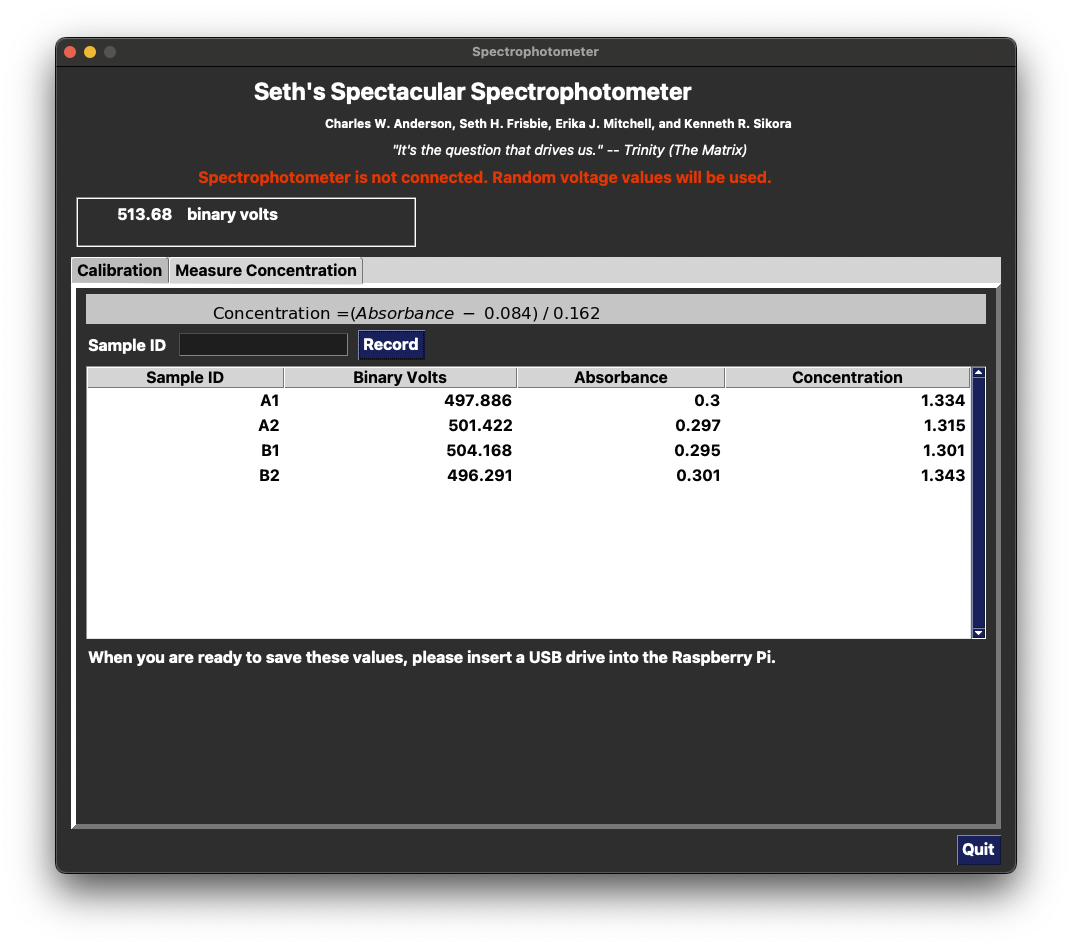 Spectrophotometer
Seth's Spectacular Spectrophotometer
Charles W. Anderson, Seth H. Frisbie, Erika J. Mitchell, and Kenneth R. Sikora
"It's the question that drives us." -- Trinity (The Matrix)
Spectrophotometer is not connected. Random voltage values will be used.
513.68 binary volts
Calibration Measure Concentration
Concentration =(Absorbance − 0.084) / 0.162
Sample ID Record
Sample ID Binary Volts Absorbance Concentration
A1 497.886 0.3 1.334
A2 501.422 0.297 1.315
B1 504.168 0.295 1.301
B2 496.291 0.301 1.343
When you are ready to save these values, please insert a USB drive into the Raspberry Pi.
Quit